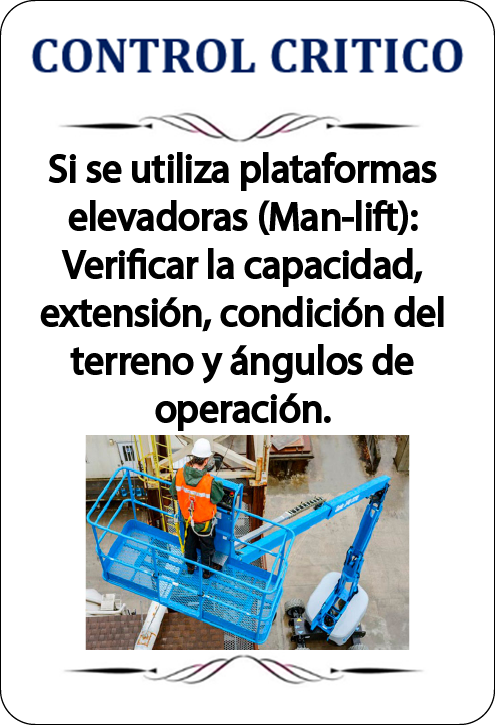 CONTROL CRITICO
Si se utiliza plataformas
elevadoras (Man-lift):
Verificar la capacidad,
extensión, condición del
terreno y ángulos de
operación.